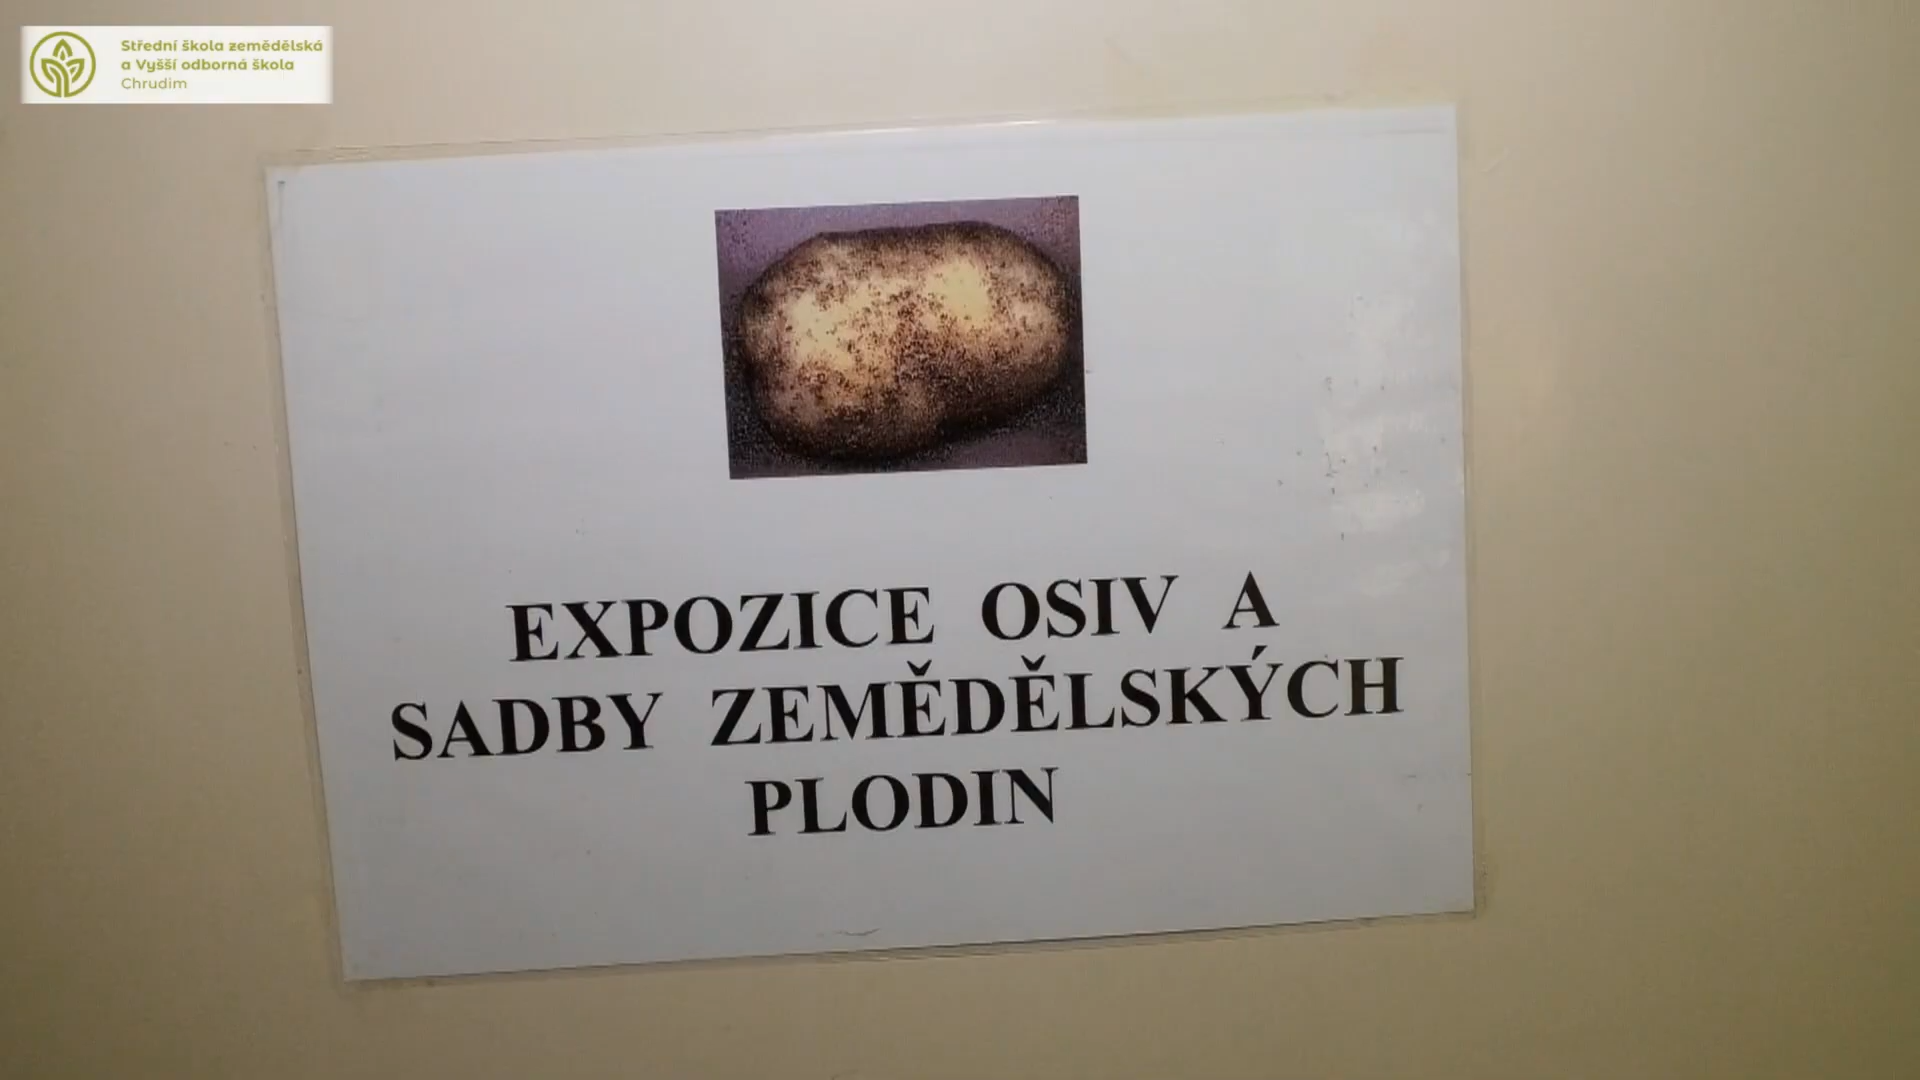 Střední škola zemědělská
a Vyšší odborná škola
Chrudim
EXPOZICE OSIV A
SADBY ZEMĚDĚLSKÝCH
PLODIN